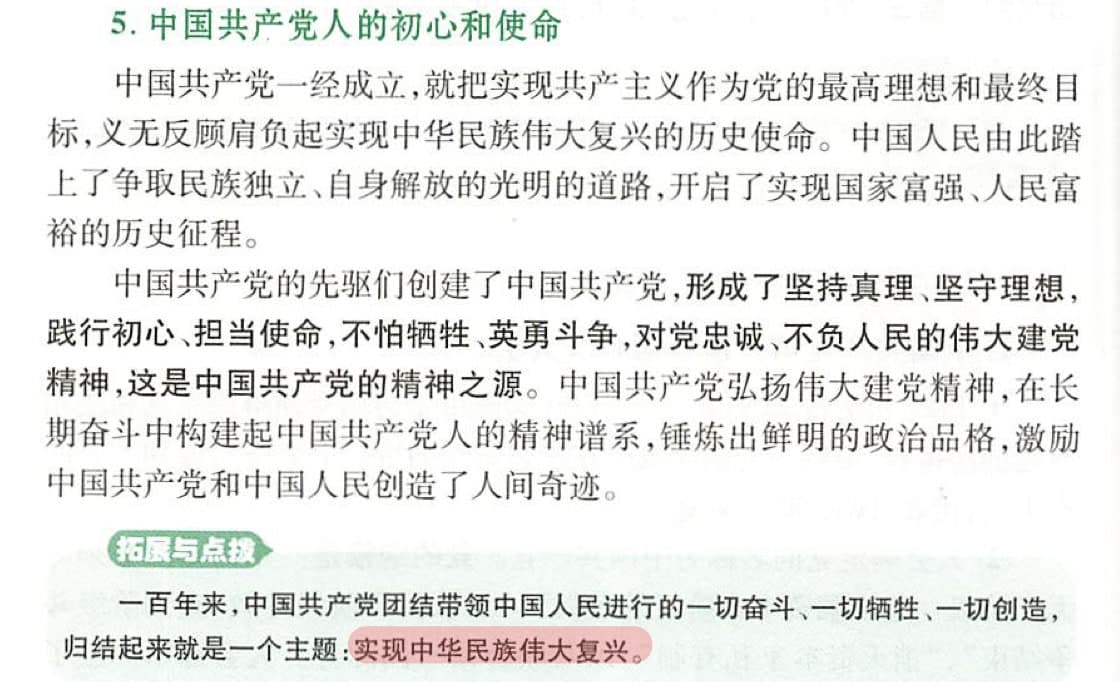 5. 中国共产党人的初心和使命
中国共产党一经成立,就把实现共产主义作为党的最高理想和最终目
标,义无反顾肩负起实现中华民族伟大复兴的历史使命。中国人民由此踏
上了争取民族独立、自身解放的光明的道路,开启了实现国家富强、人民富
裕的历史征程。
中国共产党的先驱们创建了中国共产党,形成了坚持真理、坚守理想,
践行初心、担当使命,不怕牺牲、英勇斗争,对党忠诚、不负人民的伟大建党
精神,这是中国共产党的精神之源。中国共产党弘扬伟大建党精神,在长
期奋斗中构建起中国共产党人的精神谱系,锤炼出鲜明的政治品格,激励
中国共产党和中国人民创造了人间奇迹。
拓展与点拨
一百年来,中国共产党团结带领中国人民进行的一切奋斗、一切牺牲、一切创造,
归结起来就是一个主题:实现中华民族伟大复兴。